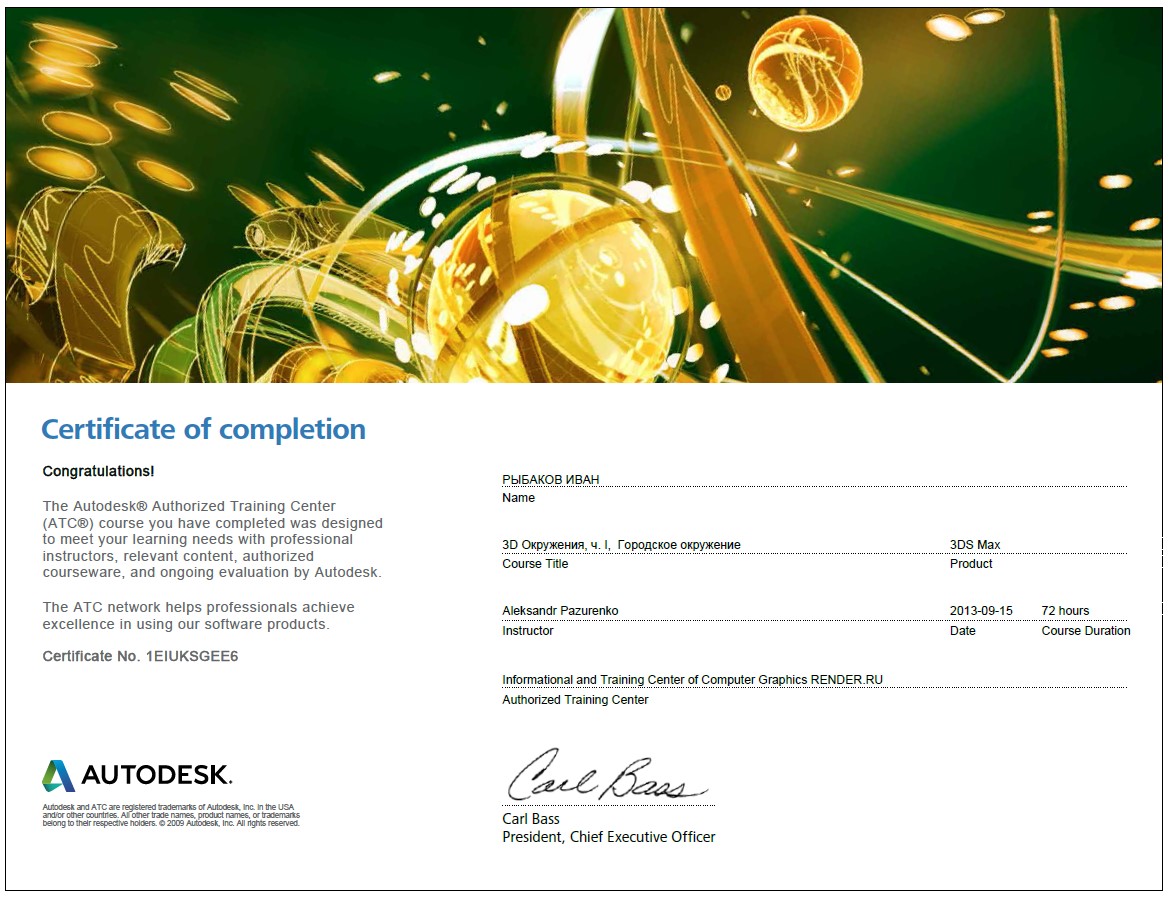 Certificate of completion
Congratulations!
The Autodesk® Authorized Training Center
(ATC®) course you have completed was designed
to meet your learning needs with professional
instructors, relevant content, authorized
courseware, and ongoing evaluation by Autodesk.
The ATC network helps professionals achieve
excellence in using our software products.
Certificate No. 1EIUKSGEE6
РЫБАКОВ ИВАН
Name
3D Окружения, ч. I, Городское окружение 3DS Max
Course Title Product
Aleksandr Pazurenko 2013-09-15 72 hours
Instructor Date Course Duration
Informational and Training Center of Computer Graphics RENDER.RU
Authorized Training Center
Carl Bass
Carl Bass
President, Chief Executive Officer
AUTODESK.
Autodesk and ATC are registered trademarks of Autodesk, Inc. in the USA
and/or other countries. All other trade names, product names, or trademarks
belong to their respective holders. © 2009 Autodesk, Inc. All rights reserved.